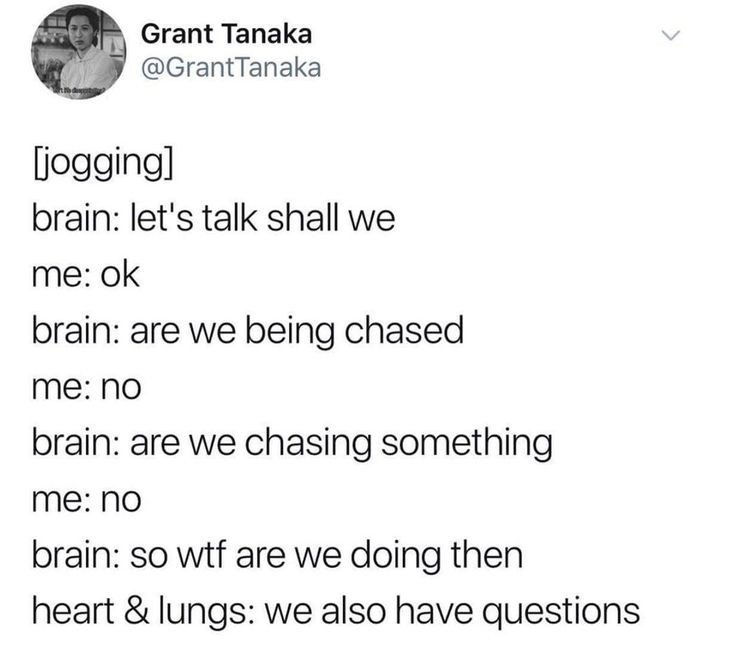 Grant Tanaka
@GrantTanaka
[jogging]
brain: let's talk shall we
me: ok
brain: are we being chased
me: no
brain: are we chasing something
me: no
brain: so wtf are we doing then
heart & lungs: we also have questions